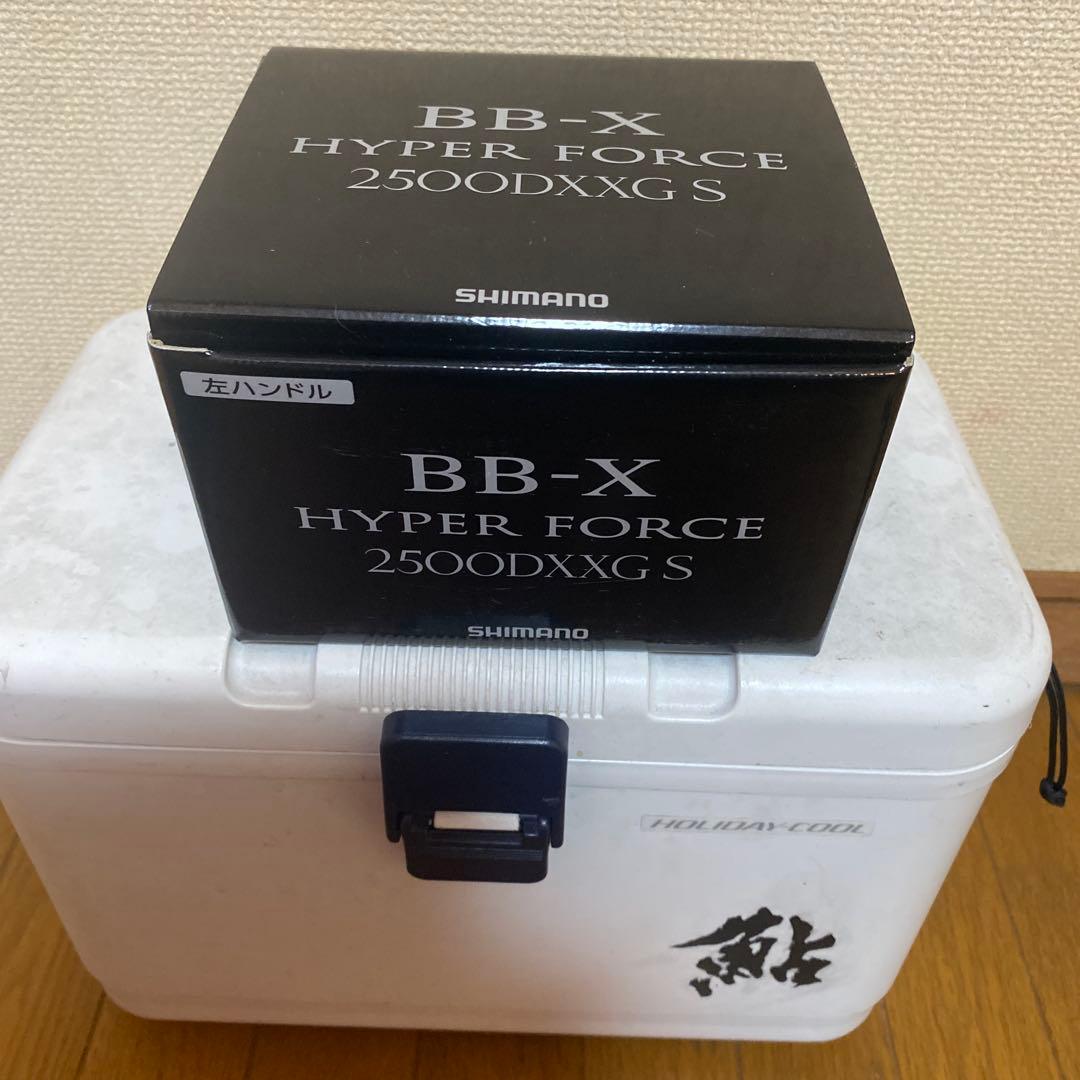 BB-X
HYPER FORCE
2500DXXG S
SHIMANO
左ハンドル
BB-X
HYPER FORCE
2500DXXG S
SHIMANO
HOLIDAY-COOL
鮎